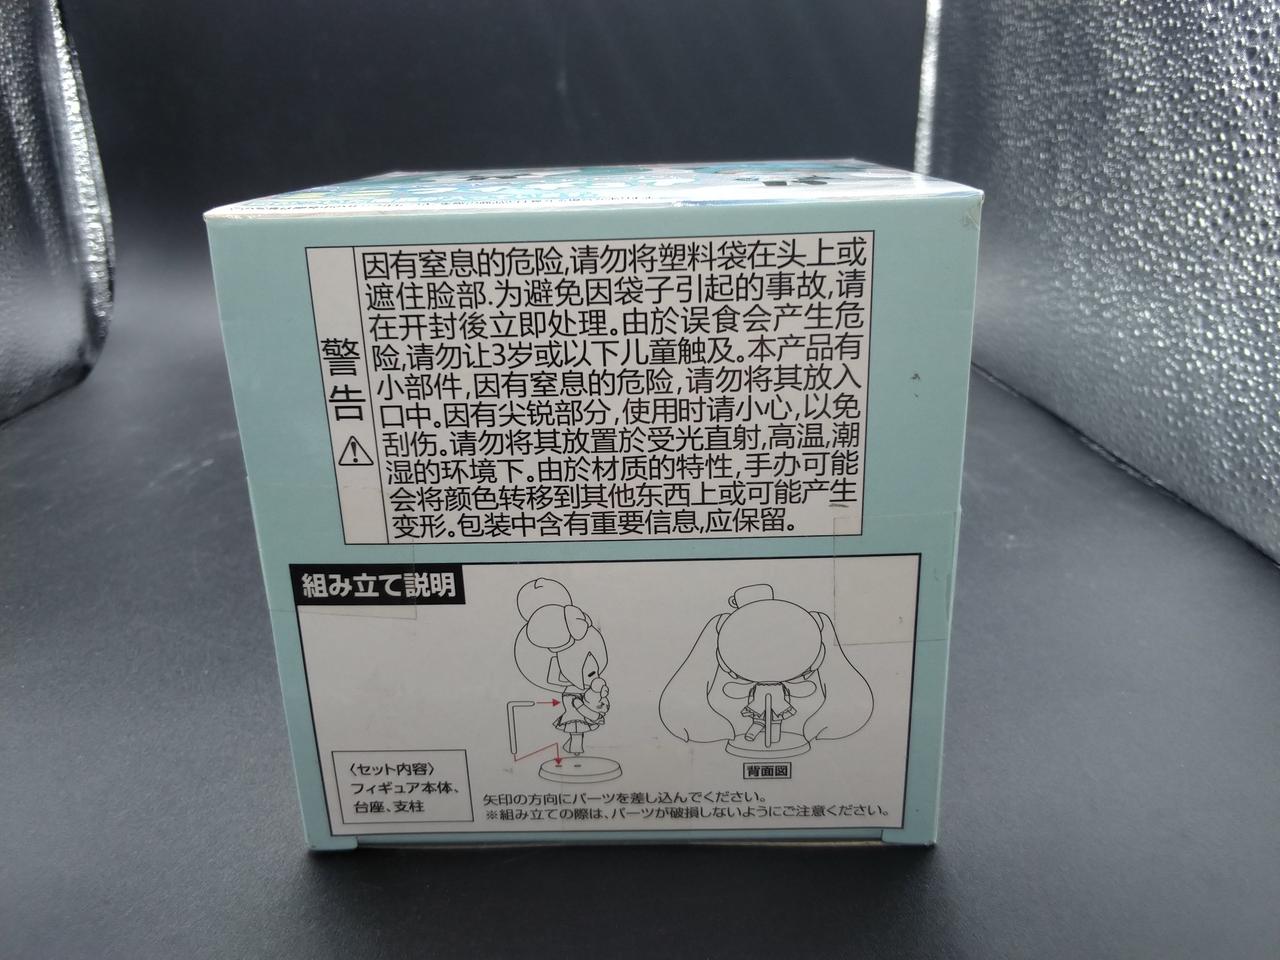 警告
因有窒息的危险,请勿将塑料袋在头上或
遮住脸部.为避免因袋子引起的事故,请
在开封後立即处理。由於误食会产生危
险,请勿让3岁或以下儿童触及。本产品有
小部件,因有窒息的危险,请勿将其放入
口中。因有尖锐部分,使用时请小心,以免
刮伤。请勿将其放置於受光直射,高温,潮
湿的环境下。由於材质的特性,手办可能
会将颜色转移到其他东西上或可能产生
变形。包装中含有重要信息,应保留。
組み立て説明
〈セット内容〉
フィギュア本体、
台座、支柱
背面図
矢印の方向にパーツを差し込んでください。
※組み立ての際は、パーツが破損しないようにご注意ください。